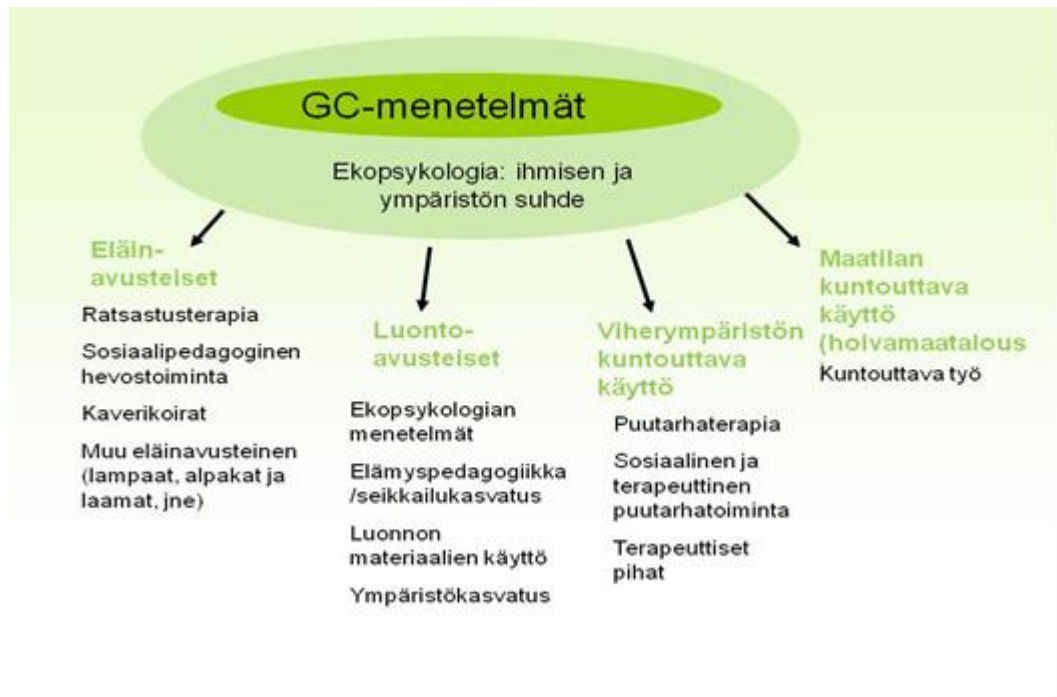 GC-menetelmät
Ekopsykologia: ihmisen ja
ympäristön suhde
Eläin-
avusteiset
Ratsastusterapia
Sosiaalipedagoginen
hevostoiminta
Kaverikoirat
Muu eläinavusteinen
(lampaat, alpakat ja
laamat, jne)
Luonto-
avusteiset
Ekopsykologian
menetelmät
Elämyspedagogiikka
/seikkailukasvatus
Luonnon
materiaalien käyttö
Ympäristökasvatus
Viherympäristön
kuntouttava
käyttö
Puutarhaterapia
Sosiaalinen ja
terapeuttinen
puutarhatoiminta
Terapeuttiset
pihat
Maatilan
kuntouttava
käyttö
(hoivamaatalous
Kuntouttava työ